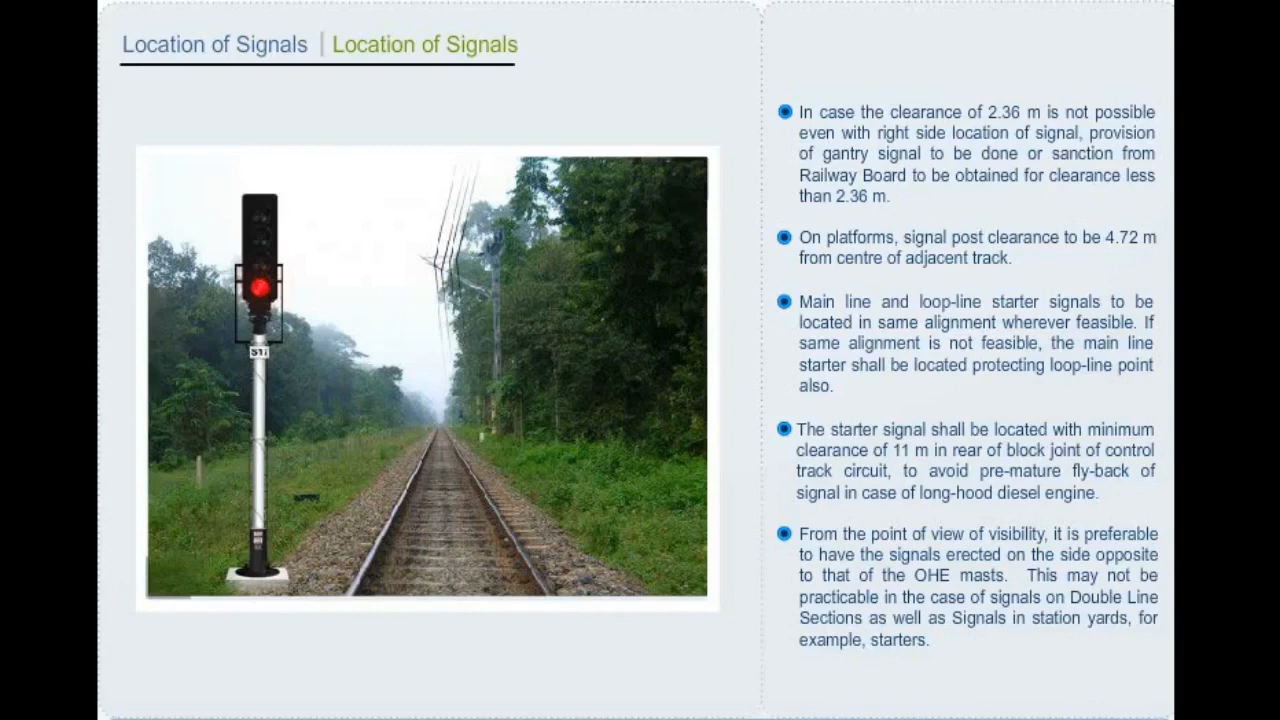 Location of Signals | Location of Signals
In case the clearance of 2.36 m is not possible
even with right side location of signal, provision
of gantry signal to be done or sanction from
Railway Board to be obtained for clearance less
than 2.36 m.
On platforms, signal post clearance to be 4.72 m
from centre of adjacent track.
Main line and loop-line starter signals to be
located in same alignment wherever feasible. If
same alignment is not feasible, the main line
starter shall be located protecting loop-line point
also.
The starter signal shall be located with minimum
clearance of 11 m in rear of block joint of control
track circuit, to avoid pre-mature fly-back of
signal in case of long-hood diesel engine.
From the point of view of visibility, it is preferable
to have the signals erected on the side opposite
to that of the OHE masts. This may not be
practicable in the case of signals on Double Line
Sections as well as Signals in station yards, for
example, starters.